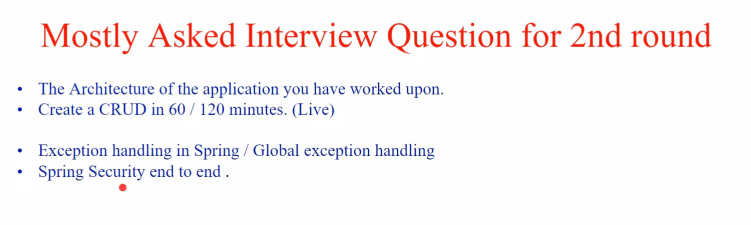 Mostly Asked Interview Question for 2nd round
• The Architecture of the application you have worked upon.
• Create a CRUD in 60 / 120 minutes. (Live)
• Exception handling in Spring / Global exception handling
• Spring Security end to end .